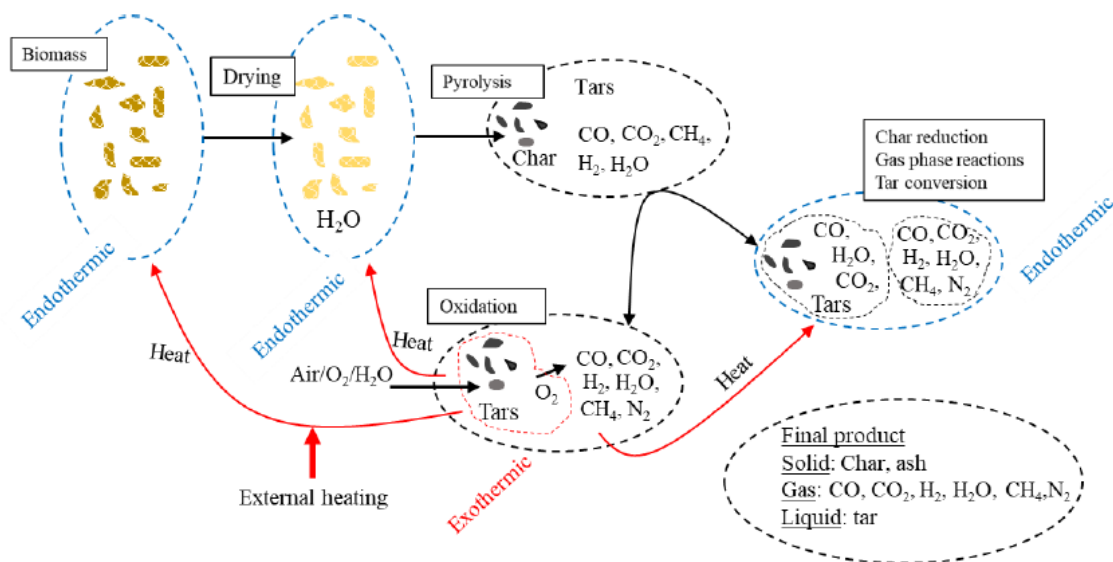 Biomass
Drying
H₂O
Endothermic
Endothermic
Pyrolysis
Tars
CO, CO₂, CH₄,
H₂, H₂O
Char
Char reduction
Gas phase reactions
Tar conversion
CO,
H₂O,
CO₂,
Tars
CO, CO₂,
H₂, H₂O,
CH₄, N₂
Endothermic
Oxidation
Heat
Heat
Heat
Air/O₂/H₂O
Tars
O₂
CO, CO₂,
H₂, H₂O,
CH₄, N₂
Exothermic
External heating
Final product
Solid: Char, ash
Gas: CO, CO₂, H₂, H₂O, CH₄,N₂
Liquid: tar